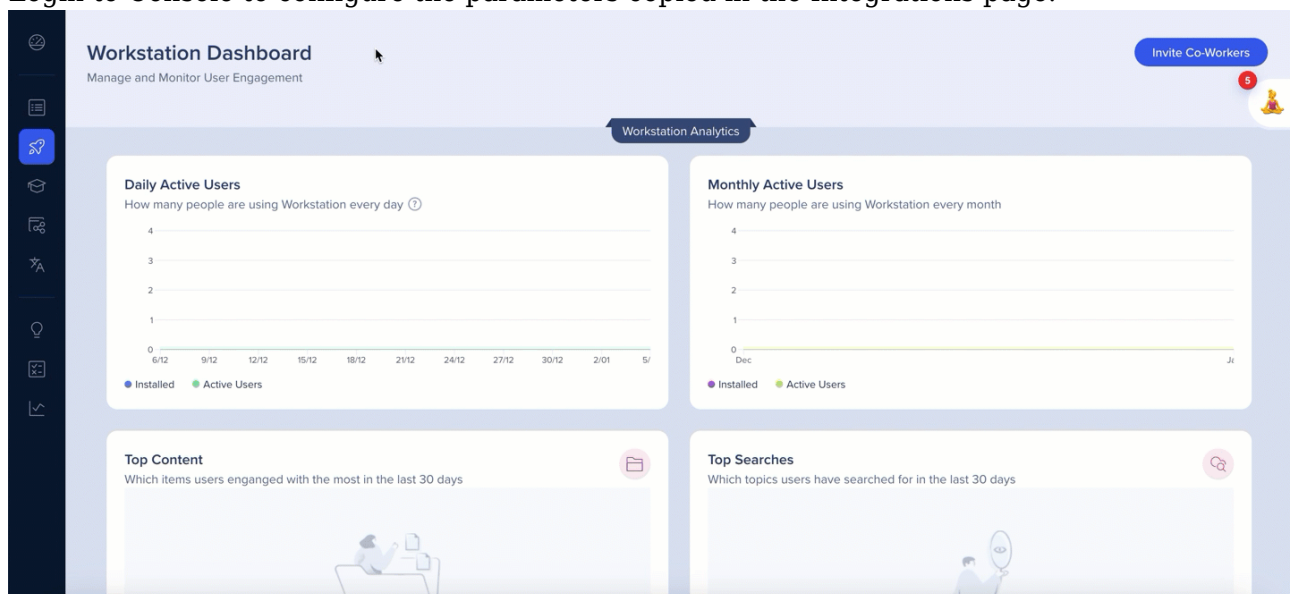 Login to Console to configure the parameters copied in the Integrations page.
Workstation Dashboard
Manage and Monitor User Engagement
Invite Co-Workers
5
Workstation Analytics
Daily Active Users
How many people are using Workstation every day ?
4
3
2
1
0
6/12 9/12 12/12 15/12 18/12 21/12 24/12 27/12 30/12 2/01 5/
Installed Active Users
Monthly Active Users
How many people are using Workstation every month
4
3
2
1
0
Dec Ja
Installed Active Users
Top Content
Which items users enganged with the most in the last 30 days
Top Searches
Which topics users have searched for in the last 30 days